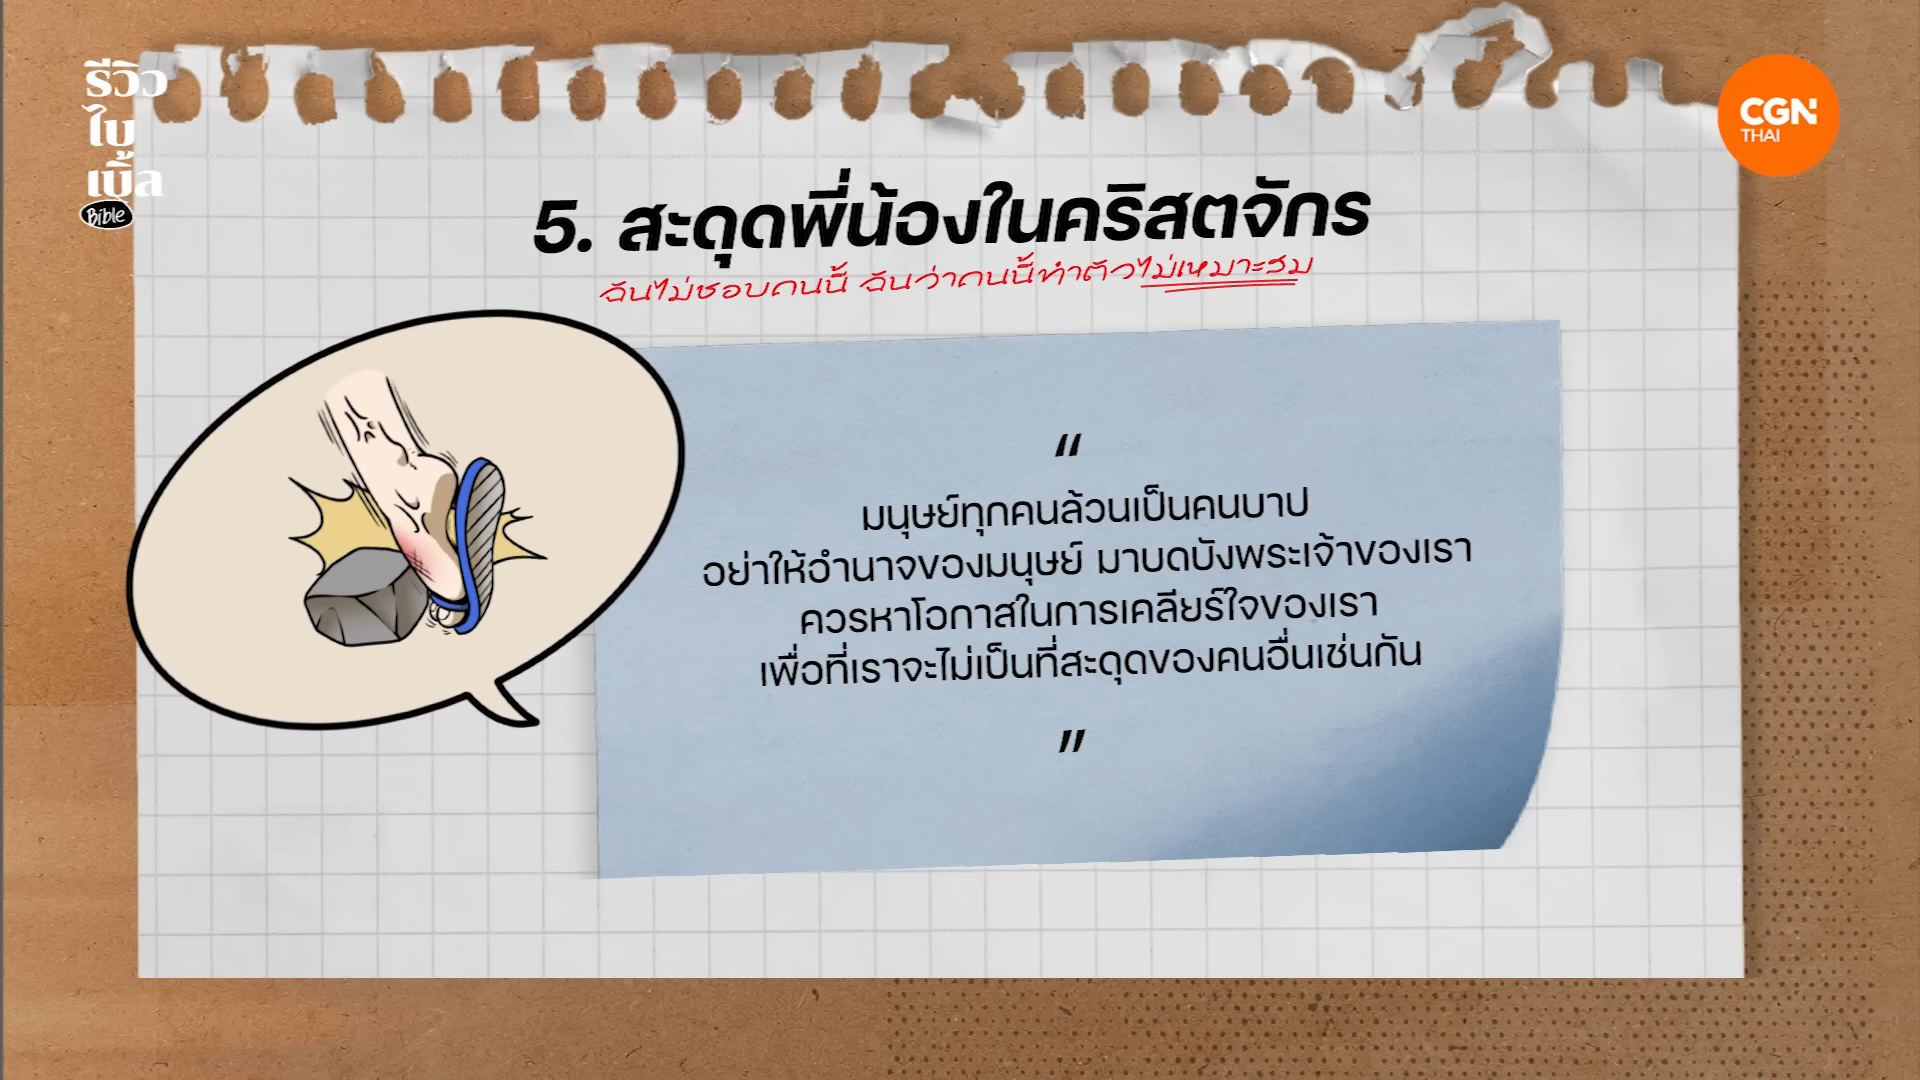 รีวิว
ไบ
เบิ้ล
Bible
CGN
THAI
5. สะดุดพี่น้องในคริสตจักร
ฉันไม่ชอบคนนี้ ฉันว่าคนนี้ทำตัวไม่เหมาะสม
“
มนุษย์ทุกคนล้วนเป็นคนบาป
อย่าให้อำนาจของมนุษย์ มาบดบังพระเจ้าของเรา
ควรหาโอกาสในการเคลียร์ใจของเรา
เพื่อที่เราจะไม่เป็นที่สะดุดของคนอื่นเช่นกัน
”